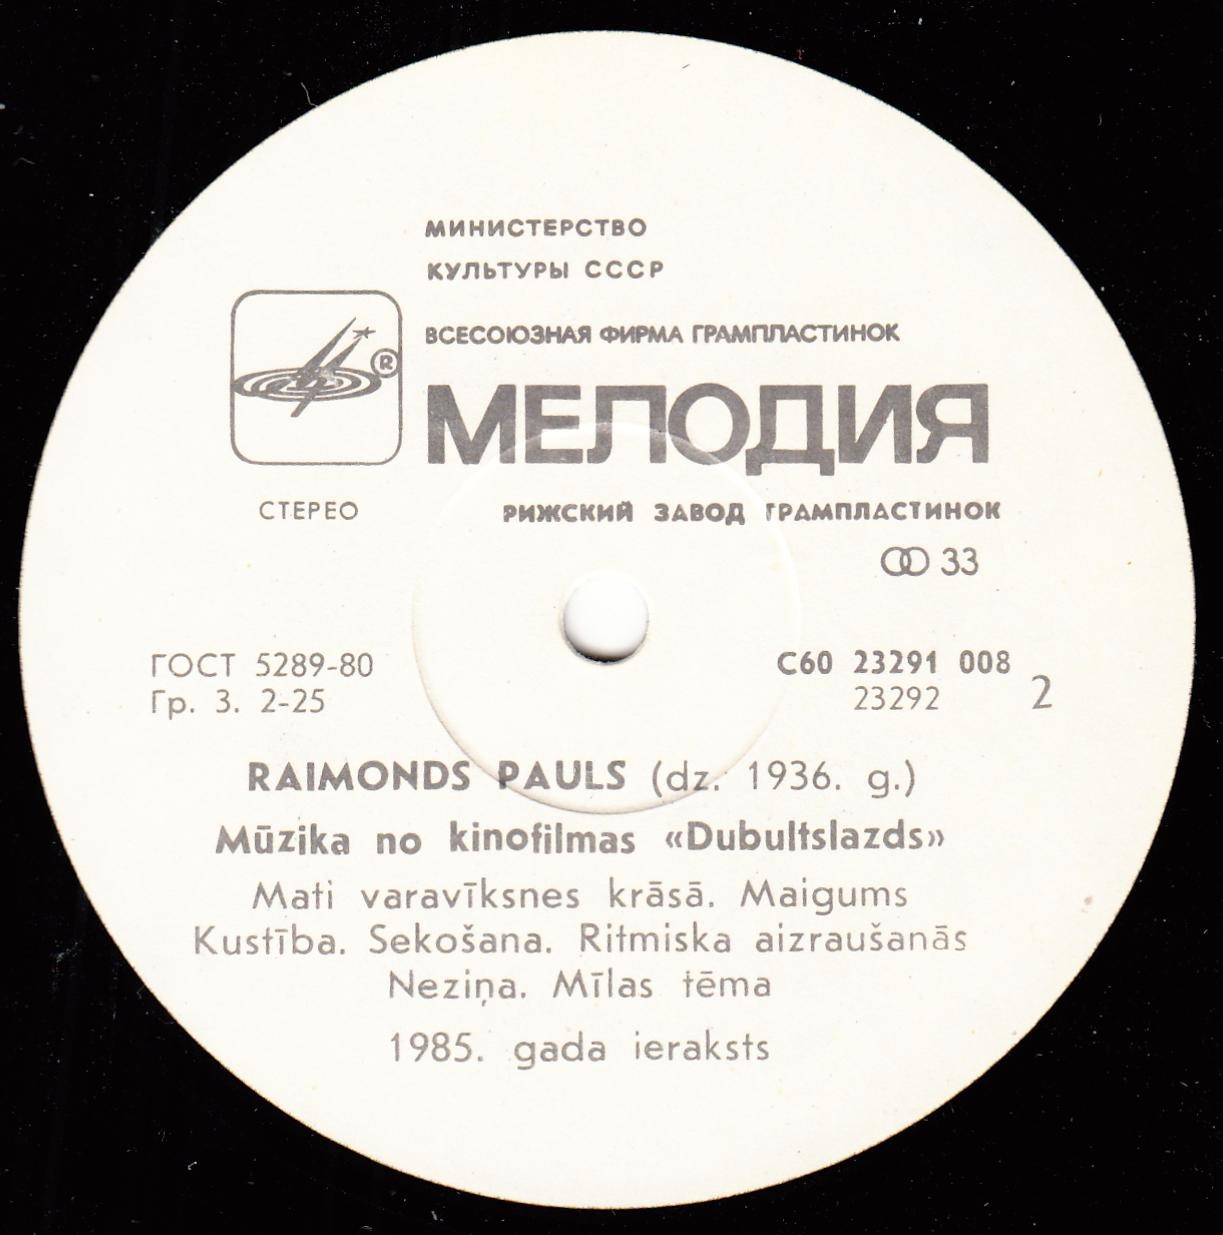 МИНИСТЕРСТВО
КУЛЬТУРЫ СССР
ВСЕСОЮЗНАЯ ФИРМА ГРАМПЛАСТИНОК
®
МЕЛОДИЯ
СТЕРЕО
РИЖСКИЙ ЗАВОД ГРАМПЛАСТИНОК
33
ГОСТ 5289-80
Гр. 3. 2-25
С60 23291 008
23292
2
RAIMONDS PAULS (dz. 1936. g.)
Mūzika no kinofilmas «Dubultslazds»
Mati varavīksnes krāsā. Maigums
Kustība. Sekošana. Ritmiska aizraušanās
Neziņa. Mīlas tēma
1985. gada ieraksts